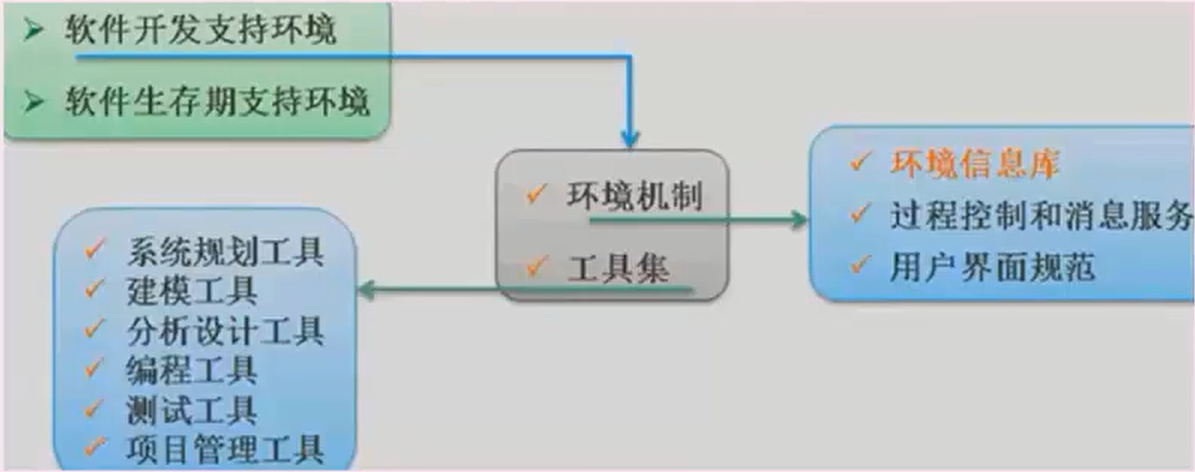 软件开发支持环境
软件生存期支持环境
环境机制
工具集
环境信息库
过程控制和消息服务
用户界面规范
系统规划工具
建模工具
分析设计工具
编程工具
测试工具
项目管理工具